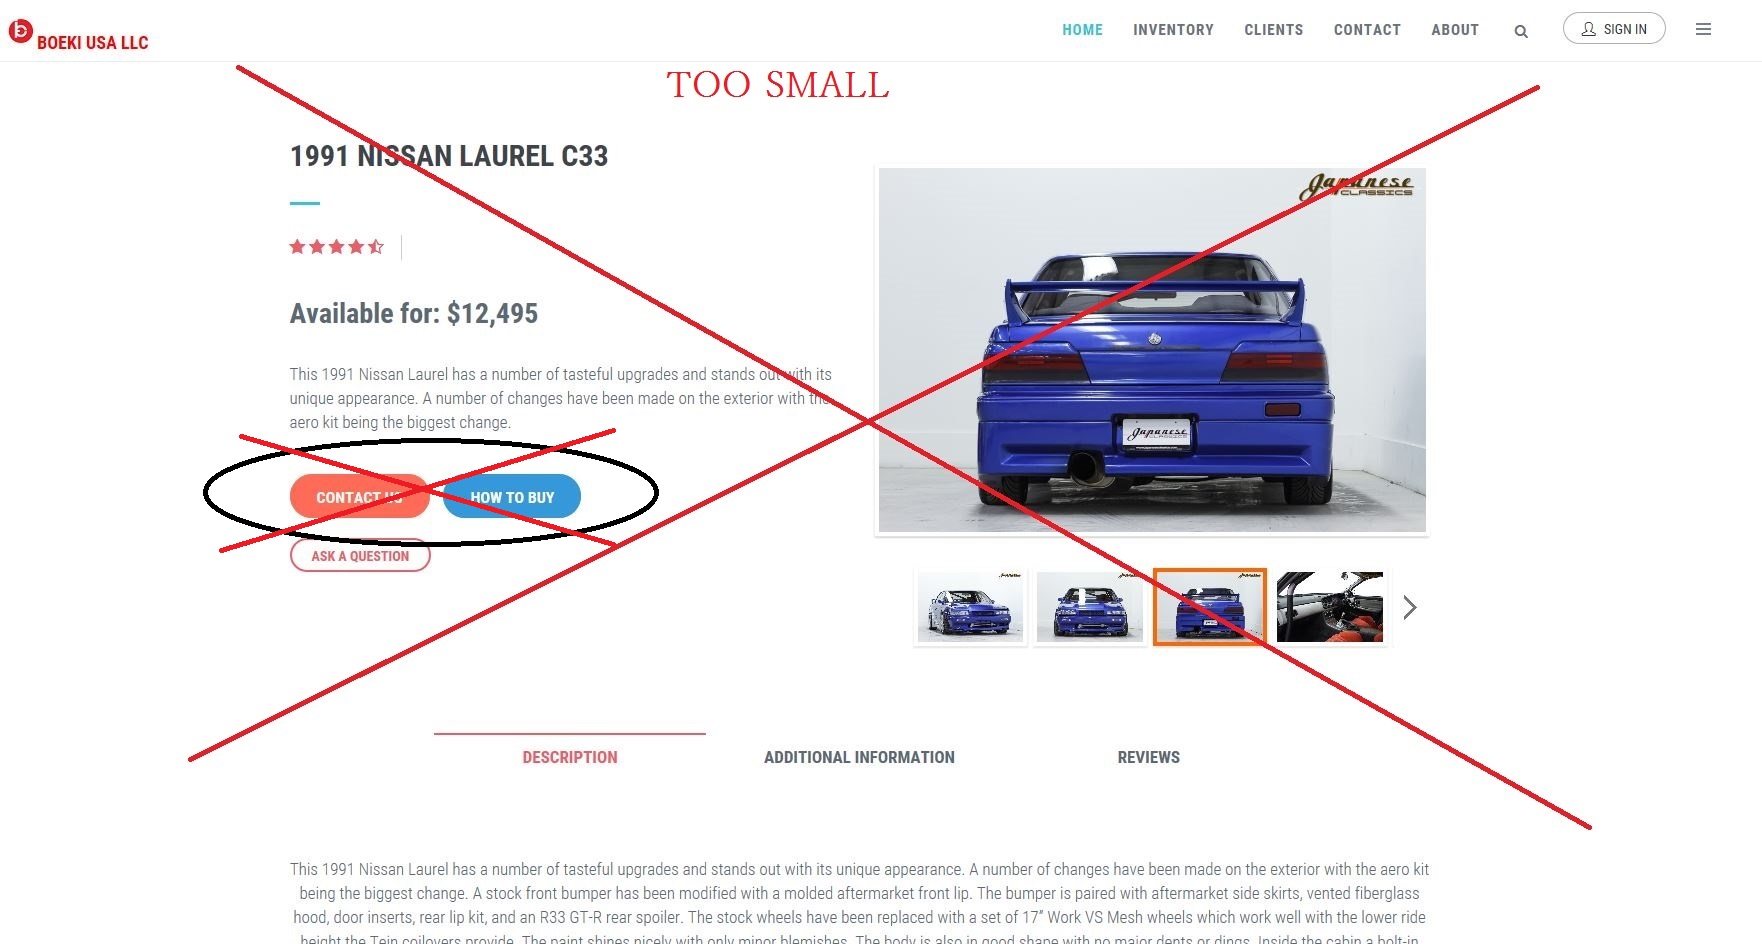 BOEKI USA LLC
HOME INVENTORY CLIENTS CONTACT ABOUT SIGN IN
TOO SMALL
1991 NISSAN LAUREL C33
Japanese
CLASSICS
Available for: $12,495
This 1991 Nissan Laurel has a number of tasteful upgrades and stands out with its
unique appearance. A number of changes have been made on the exterior with the
aero kit being the biggest change.
Japanese
CLASSICS
CONTACT US HOW TO BUY
ASK A QUESTION
DESCRIPTION ADDITIONAL INFORMATION REVIEWS
This 1991 Nissan Laurel has a number of tasteful upgrades and stands out with its unique appearance. A number of changes have been made on the exterior with the aero kit
being the biggest change. A stock front bumper has been modified with a molded aftermarket front lip. The bumper is paired with aftermarket side skirts, vented fiberglass
hood, door inserts, rear lip kit, and an R33 GT-R rear spoiler. The stock wheels have been replaced with a set of 17” Work VS Mesh wheels which work well with the lower ride
height the Tein coilovers provide. The paint shines nicely with only minor blemishes. The body is also in good shape with no major dents or dings. Inside the cabin a bolt-in